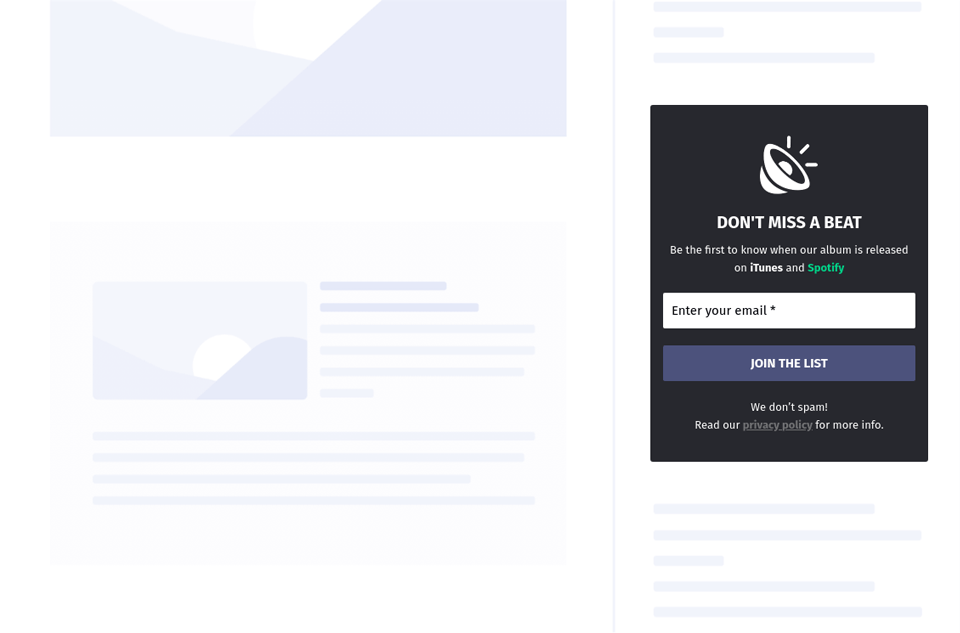 DON'T MISS A BEAT
Be the first to know when our album is released
on iTunes and Spotify
Enter your email *
JOIN THE LIST
We don’t spam!
Read our privacy policy for more info.